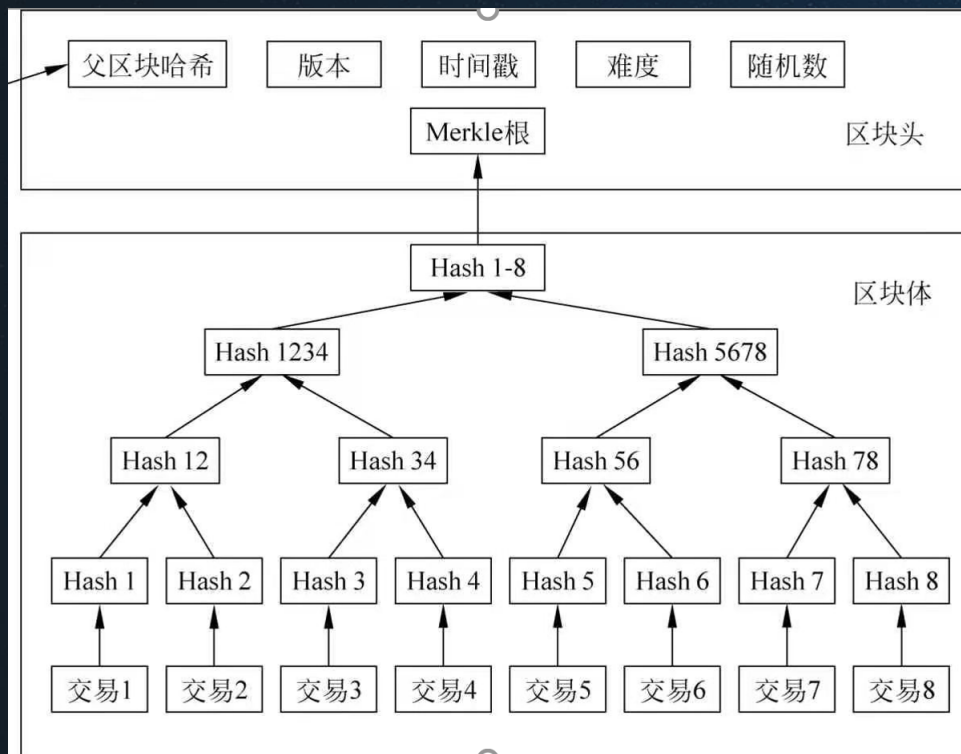 父区块哈希 版本 时间戳 难度 随机数
Merkle根 区块头
Hash 1-8
区块体
Hash 1234 Hash 5678
Hash 12 Hash 34 Hash 56 Hash 78
Hash 1 Hash 2 Hash 3 Hash 4 Hash 5 Hash 6 Hash 7 Hash 8
交易1 交易2 交易3 交易4 交易5 交易6 交易7 交易8